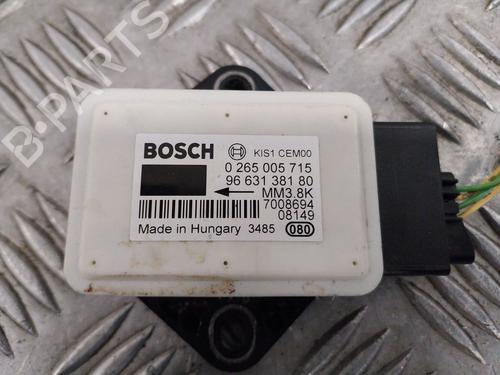 BOSCH KIS1 CEM00
0 265 005 715
96 631 381 80
MM3.8K
7008694
08149
Made in Hungary 3485 080